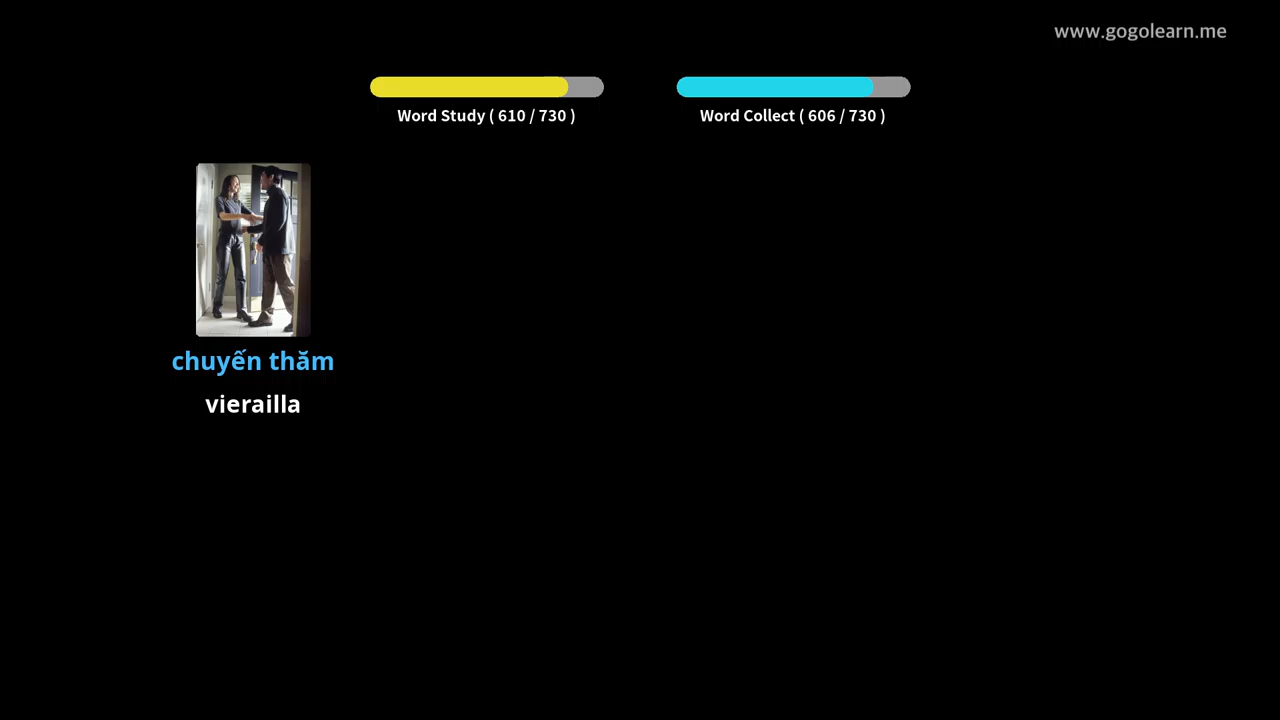 www.gogolearn.me
Word Study ( 610 / 730 )
Word Collect ( 606 / 730 )
chuyến thăm
vierailla